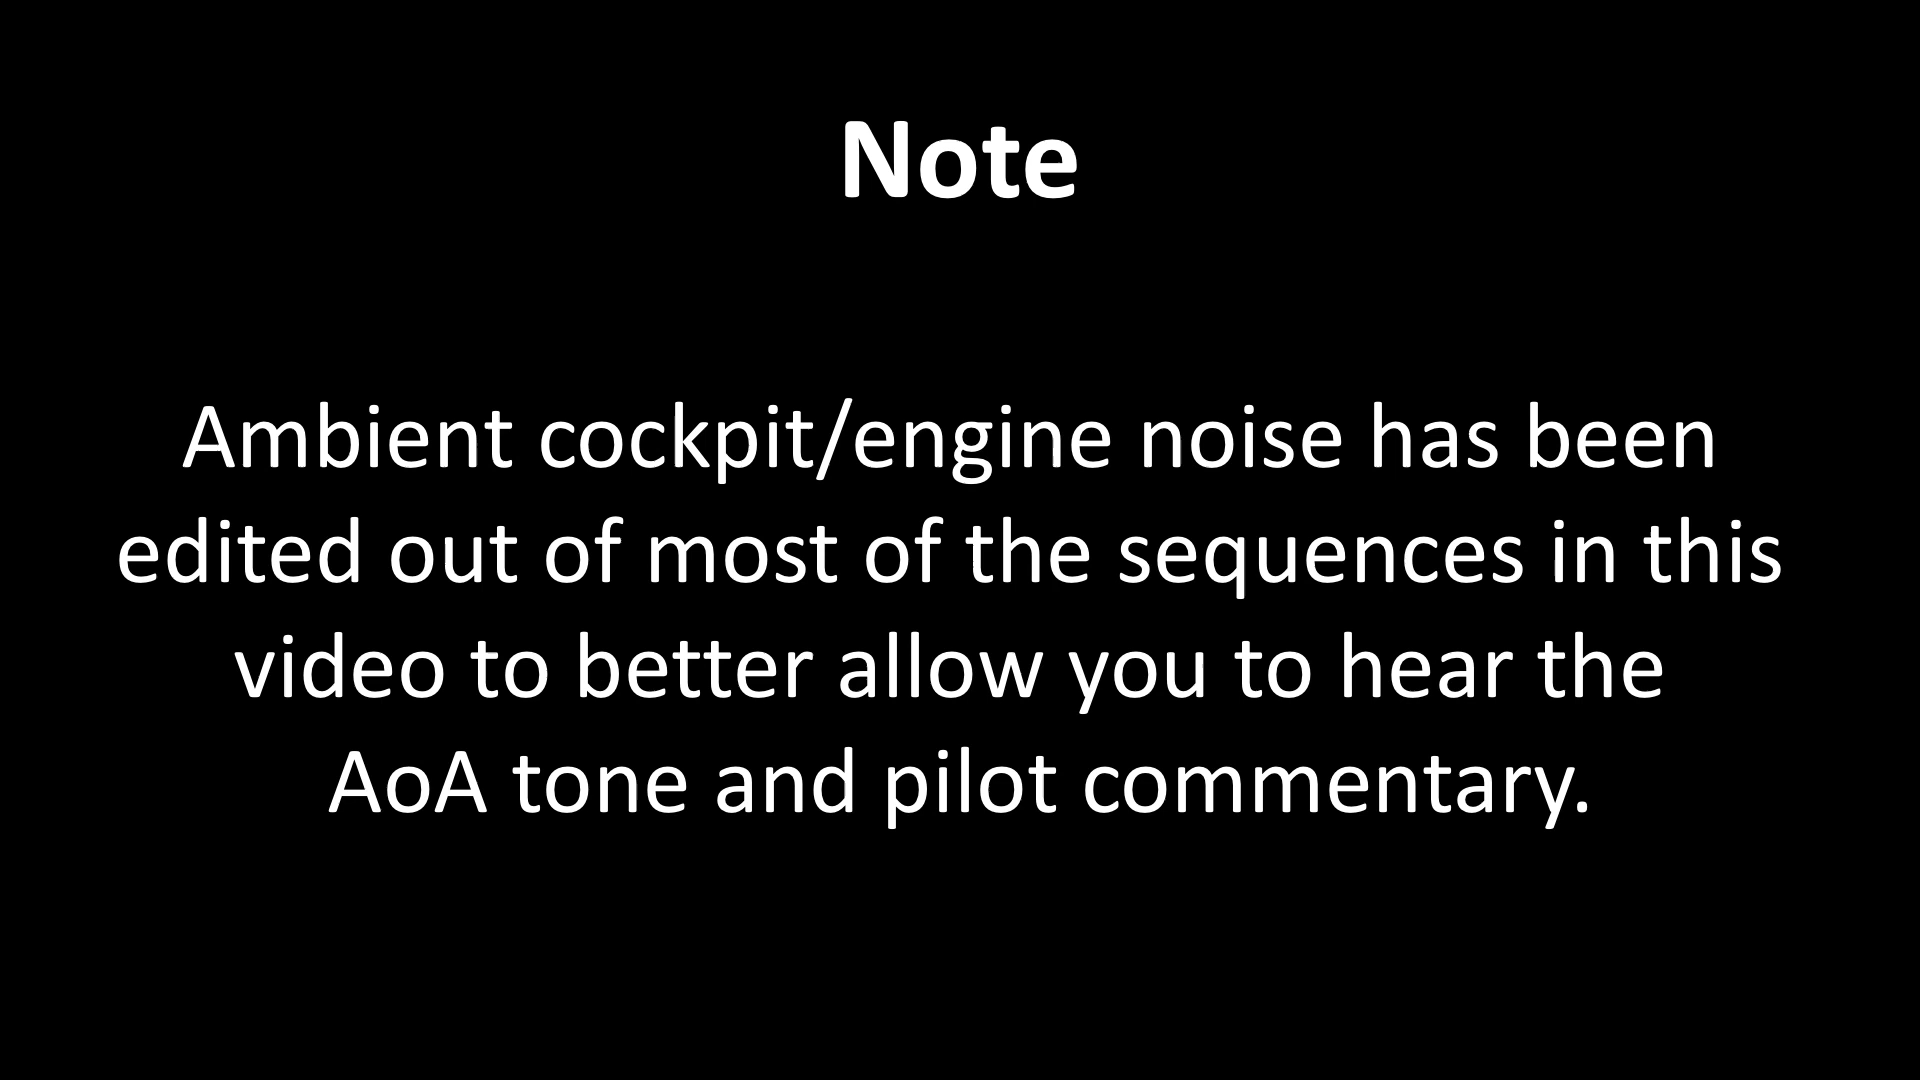 Note
Ambient cockpit/engine noise has been
edited out of most of the sequences in this
video to better allow you to hear the
AoA tone and pilot commentary.